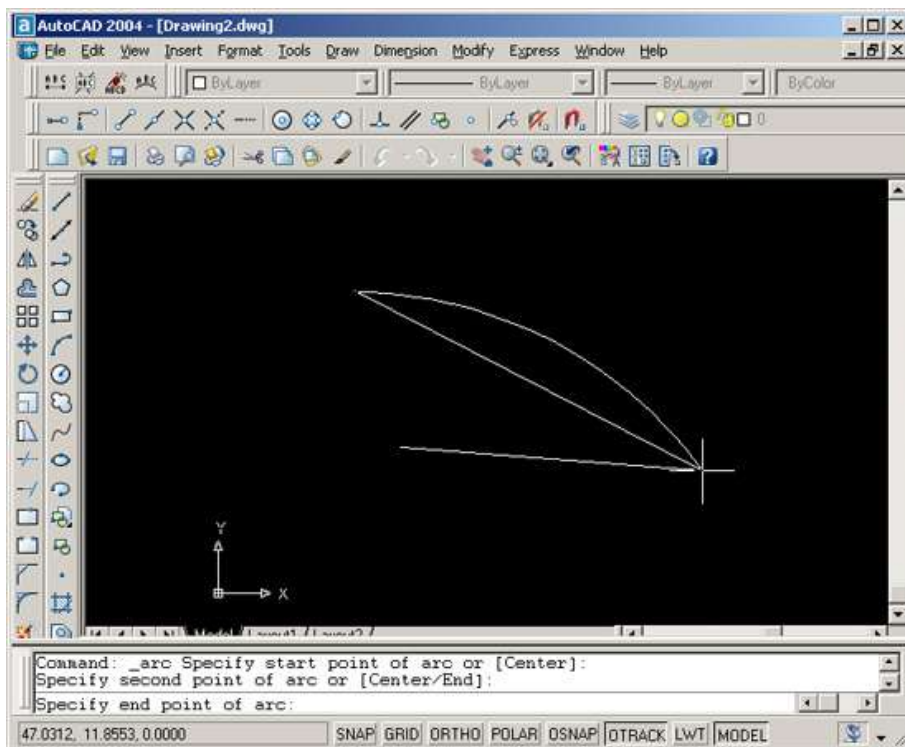 AutoCAD 2004 - [Drawing2.dwg]
File Edit View Insert Format Tools Draw Dimension Modify Express Window Help
ByLayer ByLayer ByLayer ByColor
0
Y
X
Model Layout1 Layout2
Command: _arc Specify start point of arc or [Center]:
Specify second point of arc or [Center/End]:
Specify end point of arc:
47.0312, 11.8553, 0.0000 SNAP GRID ORTHO POLAR OSNAP OTRACK LWT MODEL